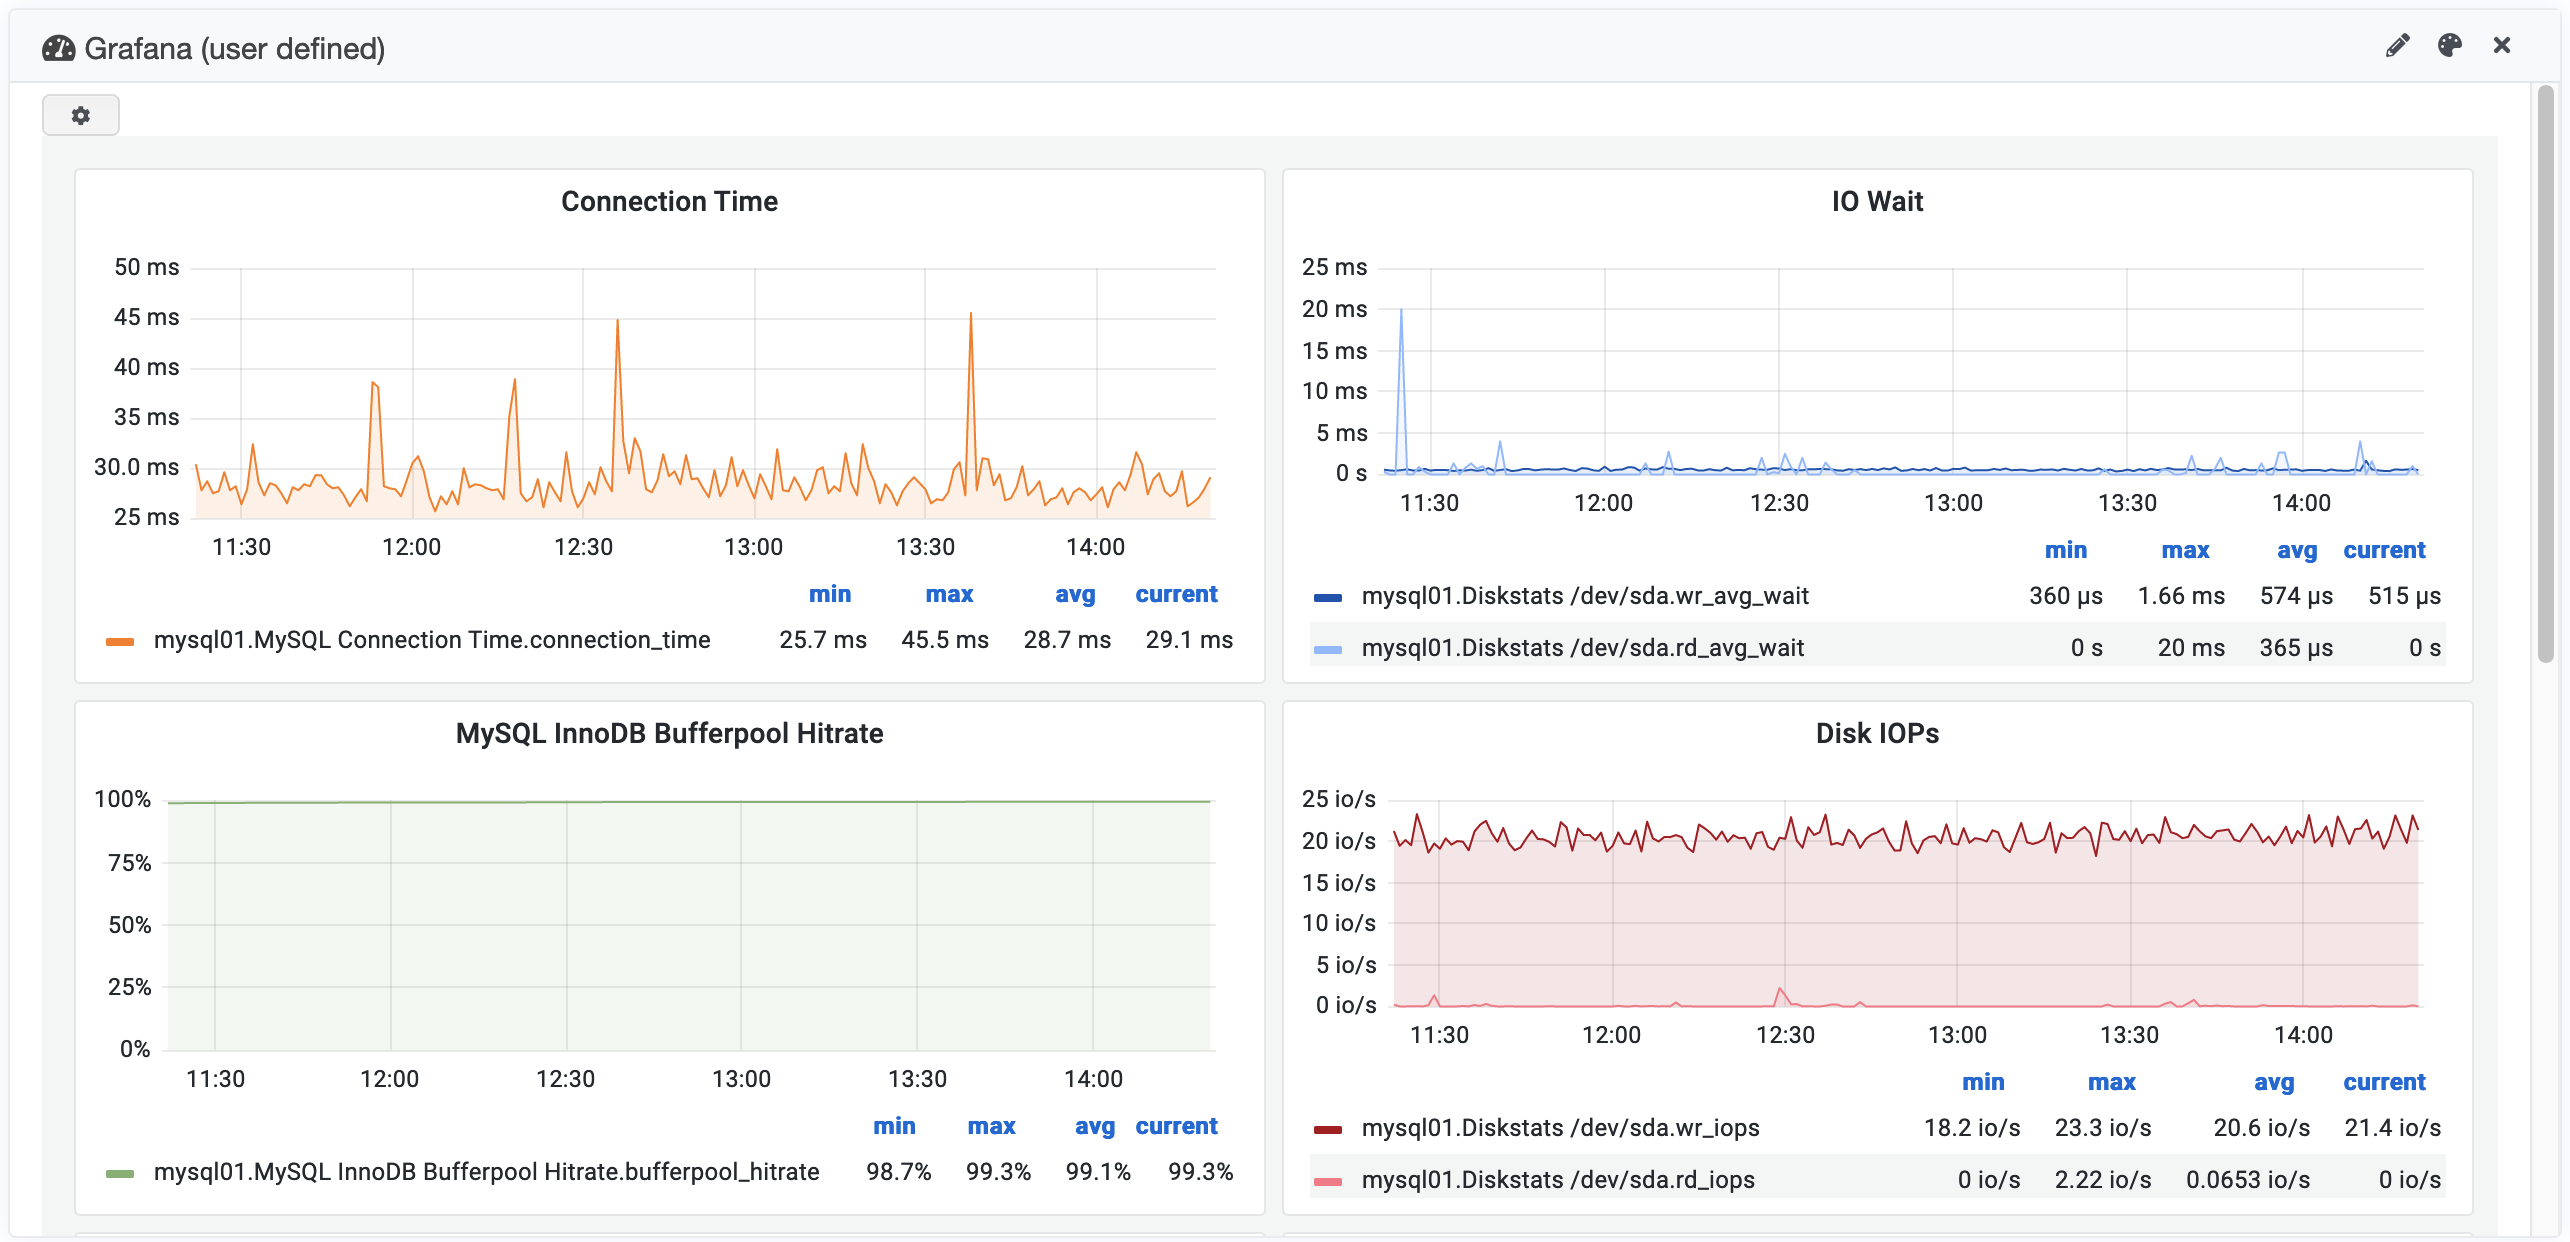 Grafana (user defined)
Connection Time
50 ms
45 ms
40 ms
35 ms
30.0 ms
25 ms
11:30 12:00 12:30 13:00 13:30 14:00
min max avg current
mysql01.MySQL Connection Time.connection_time 25.7 ms 45.5 ms 28.7 ms 29.1 ms
IO Wait
25 ms
20 ms
15 ms
10 ms
5 ms
0 s
11:30 12:00 12:30 13:00 13:30 14:00
min max avg current
mysql01.Diskstats /dev/sda.wr_avg_wait 360 µs 1.66 ms 574 µs 515 µs
mysql01.Diskstats /dev/sda.rd_avg_wait 0 s 20 ms 365 µs 0 s
MySQL InnoDB Bufferpool Hitrate
100%
75%
50%
25%
0%
11:30 12:00 12:30 13:00 13:30 14:00
min max avg current
mysql01.MySQL InnoDB Bufferpool Hitrate.bufferpool_hitrate 98.7% 99.3% 99.1% 99.3%
Disk IOPs
25 io/s
20 io/s
15 io/s
10 io/s
5 io/s
0 io/s
11:30 12:00 12:30 13:00 13:30 14:00
min max avg current
mysql01.Diskstats /dev/sda.wr_iops 18.2 io/s 23.3 io/s 20.6 io/s 21.4 io/s
mysql01.Diskstats /dev/sda.rd_iops 0 io/s 2.22 io/s 0.0653 io/s 0 io/s